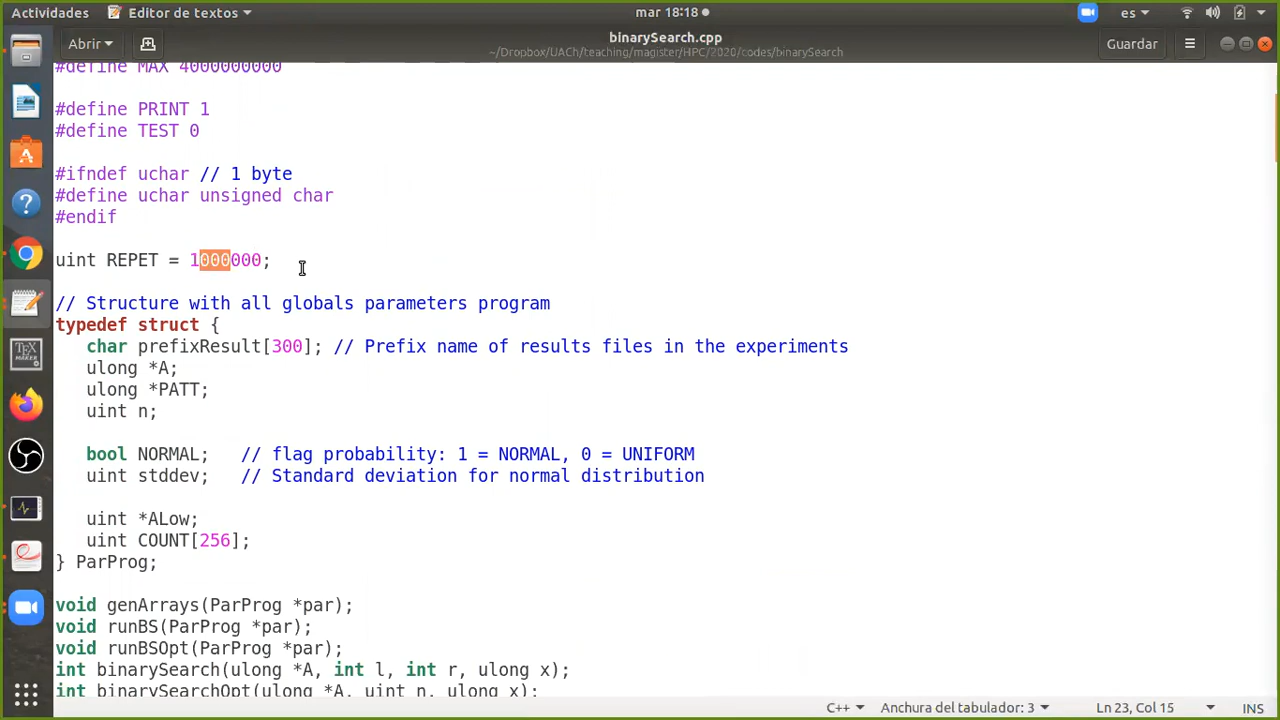 Actividades Editor de textos mar 18:18 es
Abrir binarySearch.cpp Guardar
~/Dropbox/UACh/teaching/magister/HPC/2020/codes/binarySearch
#define MAX 4000000000
#define PRINT 1
#define TEST 0
#ifndef uchar // 1 byte
#define uchar unsigned char
#endif
uint REPET = 1000000;
// Structure with all globals parameters program
typedef struct {
char prefixResult[300]; // Prefix name of results files in the experiments
ulong *A;
ulong *PATT;
uint n;
bool NORMAL; // flag probability: 1 = NORMAL, 0 = UNIFORM
uint stddev; // Standard deviation for normal distribution
uint *ALow;
uint COUNT[256];
} ParProg;
void genArrays(ParProg *par);
void runBS(ParProg *par);
void runBSOpt(ParProg *par);
int binarySearch(ulong *A, int l, int r, ulong x);
int binarySearchOpt(ulong *A, uint n, ulong x);
C++ Anchura del tabulador: 3 Ln 23, Col 15 INS